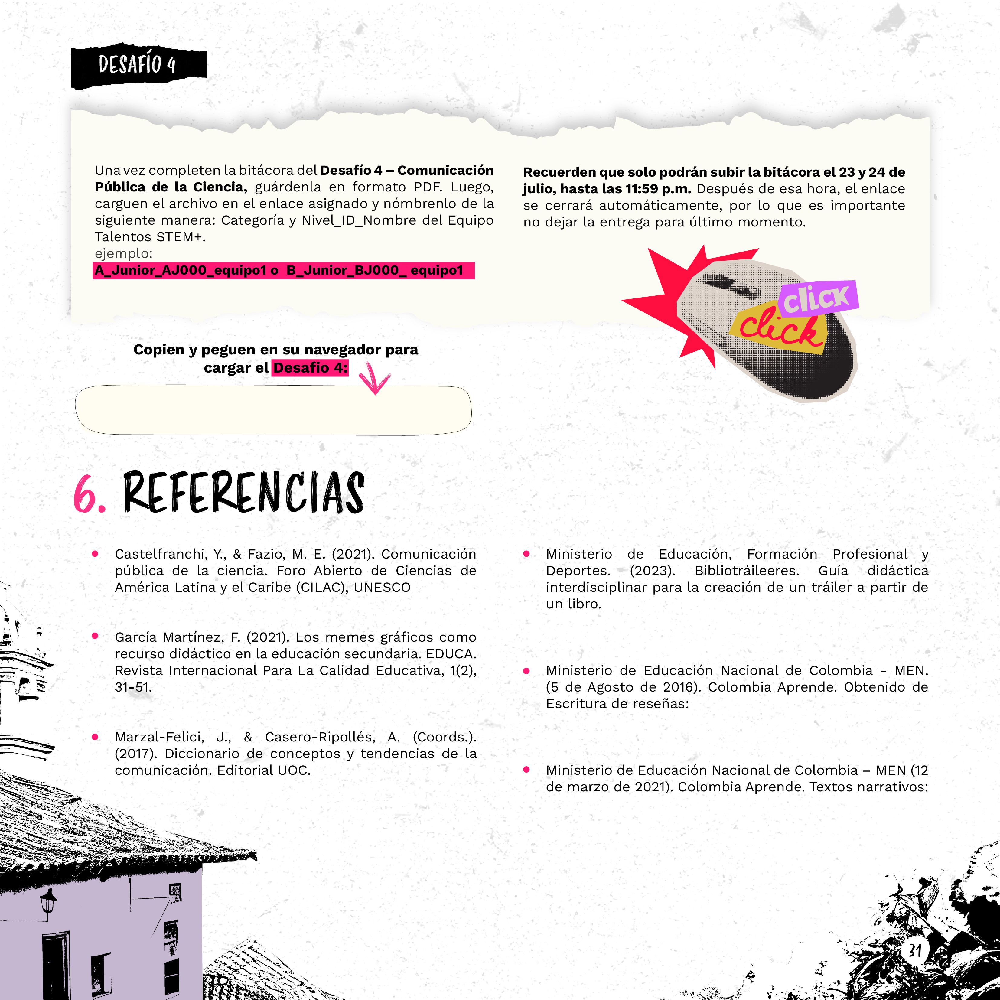 DESAFÍO 4
Una vez completen la bitácora del Desafío 4 – Comunicación
Pública de la Ciencia, guárdenla en formato PDF. Luego,
carguen el archivo en el enlace asignado y nómbrenlo de la
siguiente manera: Categoría y Nivel_ID_Nombre del Equipo
Talentos STEM+.
ejemplo:
A_Junior_AJ000_equipo1 o B_Junior_BJ000_ equipo1
Recuerden que solo podrán subir la bitácora el 23 y 24 de
julio, hasta las 11:59 p.m. Después de esa hora, el enlace
se cerrará automáticamente, por lo que es importante
no dejar la entrega para último momento.
click
click
Copien y peguen en su navegador para
cargar el Desafio 4:
6. REFERENCIAS
Castelfranchi, Y., & Fazio, M. E. (2021). Comunicación
pública de la ciencia. Foro Abierto de Ciencias de
América Latina y el Caribe (CILAC), UNESCO
García Martínez, F. (2021). Los memes gráficos como
recurso didáctico en la educación secundaria. EDUCA.
Revista Internacional Para La Calidad Educativa, 1(2),
31-51.
Marzal-Felici, J., & Casero-Ripollés, A. (Coords.).
(2017). Diccionario de conceptos y tendencias de la
comunicación. Editorial UOC.
Ministerio de Educación, Formación Profesional y
Deportes. (2023). Bibliotráileeres. Guía didáctica
interdisciplinar para la creación de un tráiler a partir de
un libro.
Ministerio de Educación Nacional de Colombia - MEN.
(5 de Agosto de 2016). Colombia Aprende. Obtenido de
Escritura de reseñas:
Ministerio de Educación Nacional de Colombia – MEN (12
de marzo de 2021). Colombia Aprende. Textos narrativos:
31